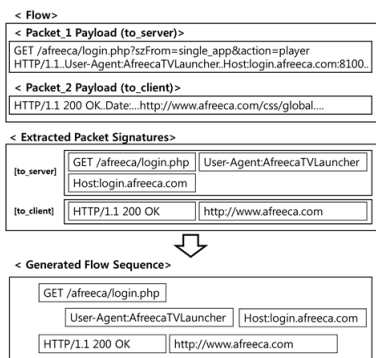 < Flow>
< Packet_1 Payload (to_server)>
GET /afreeca/login.php?szFrom=single_app&action=player
HTTP/1.1..User-Agent:AfreecaTVLauncher..Host:login.afreeca.com:8100..
< Packet_2 Payload (to_client)>
HTTP/1.1 200 OK..Date:...http://www.afreeca.com/css/global....
< Extracted Packet Signatures>
[to_server] GET /afreeca/login.php User-Agent:AfreecaTVLauncher
Host:login.afreeca.com
[to_client] HTTP/1.1 200 OK http://www.afreeca.com
< Generated Flow Sequence>
GET /afreeca/login.php
User-Agent:AfreecaTVLauncher Host:login.afreeca.com
HTTP/1.1 200 OK http://www.afreeca.com